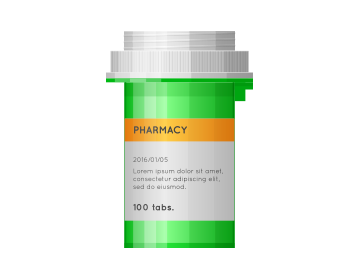 PHARMACY
2016/01/05
Lorem ipsum dolor sit amet,
consectetur adipiscing elit,
sed do eiusmod.
100 tabs.